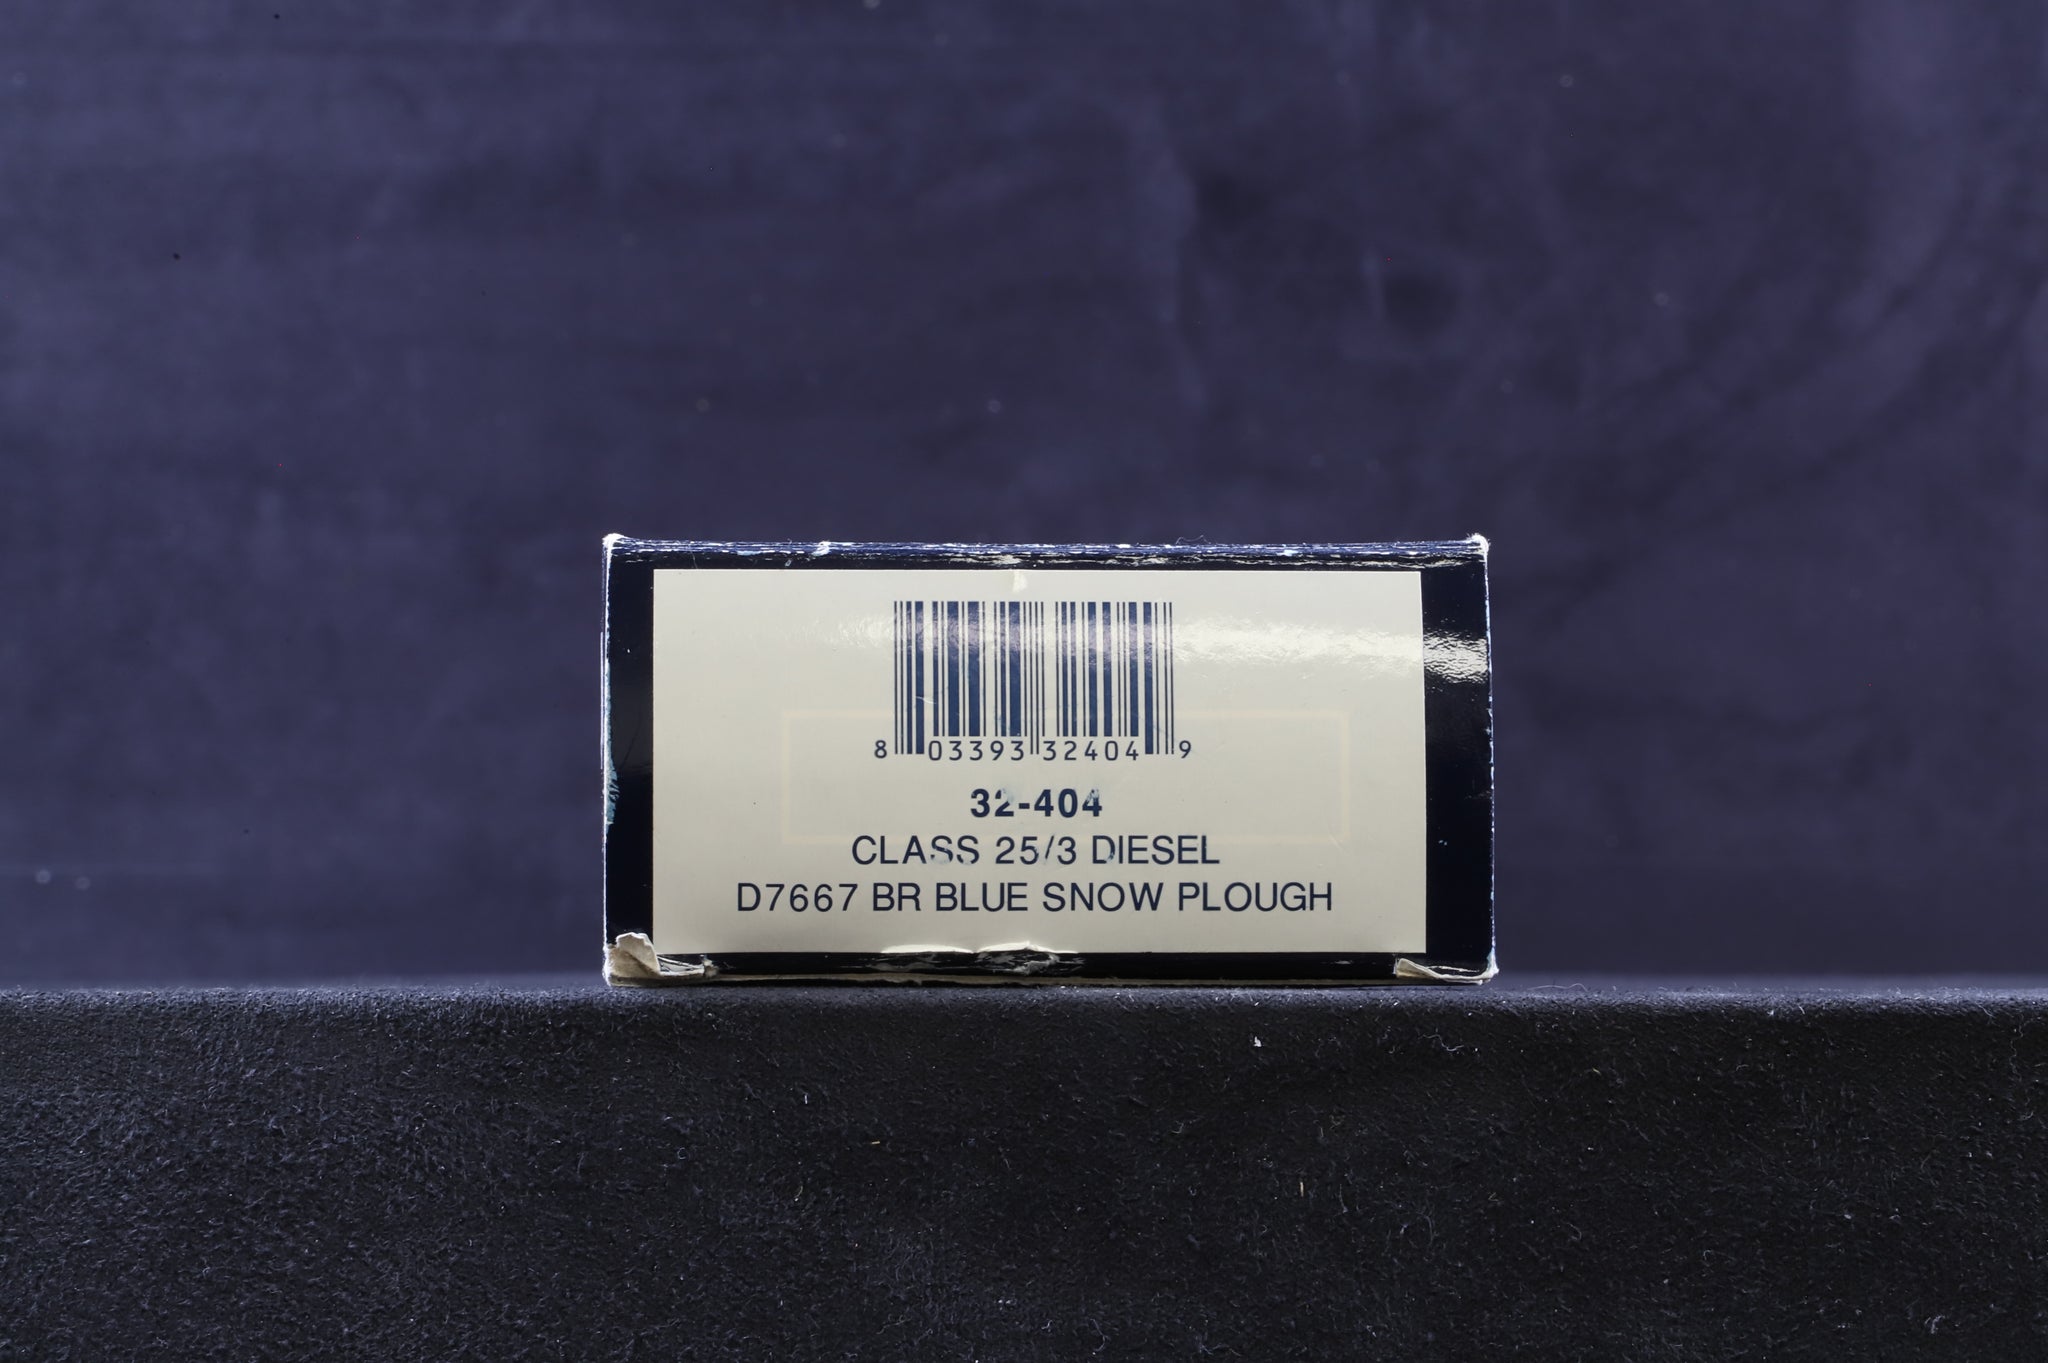 8 03393 32404 9
32-404
CLASS 25/3 DIESEL
D7667 BR BLUE SNOW PLOUGH